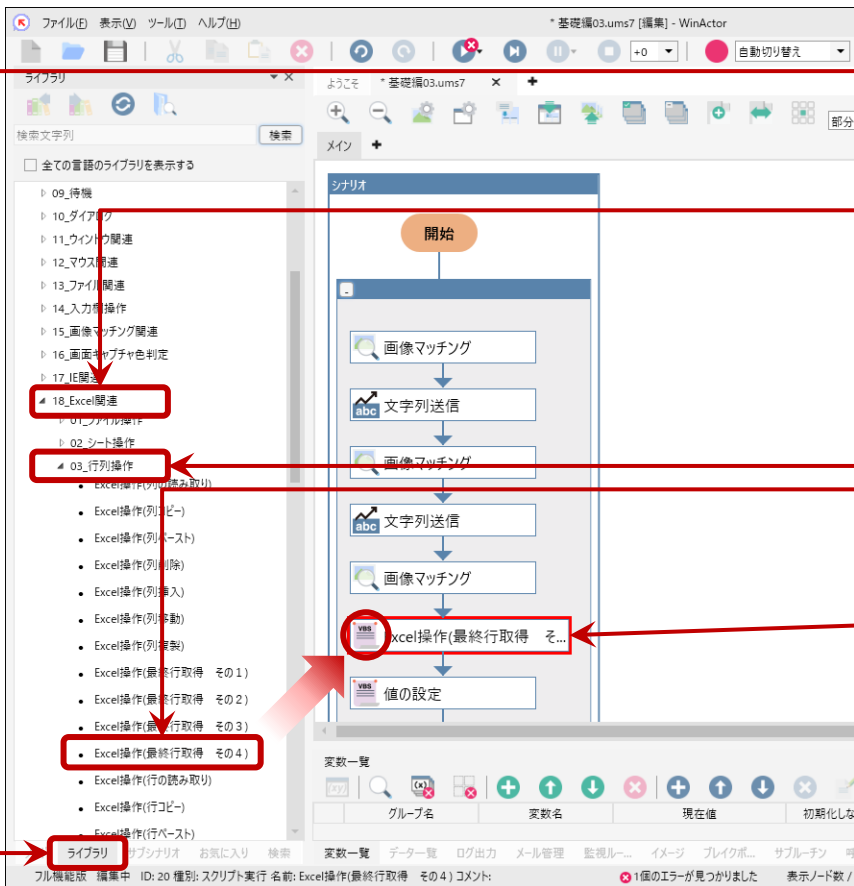 ファイル(F) 表示(V) ツール(T) ヘルプ(H)
* 基礎編03.ums7 [編集] - WinActor
+0
自動切り替え
ライブラリ
ようこそ
* 基礎編03.ums7
検索文字列
検索
部分
全ての言語のライブラリを表示する
メイン
09_待機
10_ダイアログ
11_ウィンドウ関連
12_マウス関連
13_ファイル関連
14_入力欄操作
15_画像マッチング関連
16_画面キャプチャ色判定
17_IE関連
18_Excel関連
01_ファイル操作
02_シート操作
03_行列操作
Excel操作(列の読み取り)
Excel操作(列コピー)
Excel操作(列ペースト)
Excel操作(列削除)
Excel操作(列挿入)
Excel操作(列移動)
Excel操作(列複製)
Excel操作(最終行取得 その1)
Excel操作(最終行取得 その2)
Excel操作(最終行取得 その3)
Excel操作(最終行取得 その4)
Excel操作(行の読み取り)
Excel操作(行コピー)
Excel操作(行ペースト)
シナリオ
開始
画像マッチング
abc 文字列送信
画像マッチング
abc 文字列送信
画像マッチング
VBS Excel操作(最終行取得 そ...
VBS 値の設定
変数一覧
グループ名
変数名
現在値
初期化しな
ライブラリ サブシナリオ お気に入り 検索
変数一覧 データ一覧 ログ出力 メール管理 監視ルー... イメージ ブレイクポ... サブルーチン
フル機能版 編集中 ID: 20 種別: スクリプト実行 名前: Excel操作(最終行取得 その4) コメント:
1個のエラーが見つかりました
表示ノード数 /